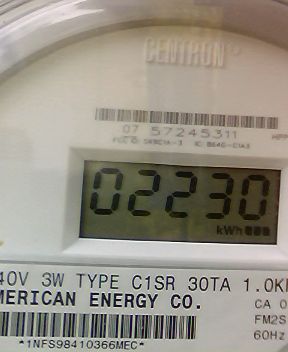 CENTRON
07 57245311
02230
kWh
40V 3W TYPE C1SR 30TA 1.0K
MERICAN ENERGY CO.
CA 0
FM2S
60Hz
*1NFS98410366MEC*